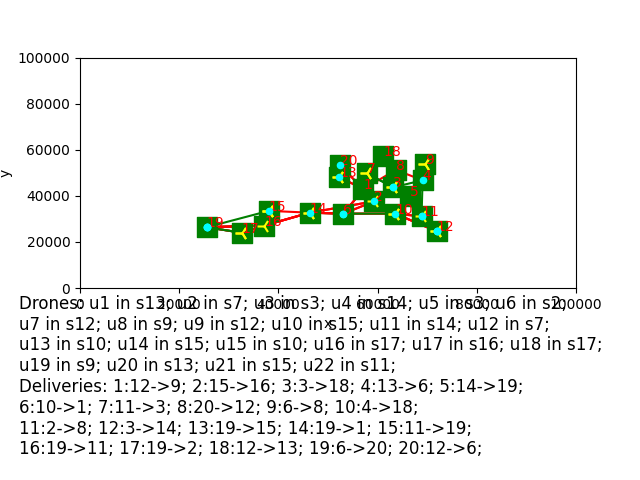 100000
80000
60000
40000
20000
0
y
18
Drones: u1 in s13; u2 in s7; u3 in s3; u4 in s14; u5 in s3; u6 in s2;
u7 in s12; u8 in s9; u9 in s12; u10 in s15; u11 in s14; u12 in s7;
x
u13 in s10; u14 in s15; u15 in s10; u16 in s17; u17 in s16; u18 in s17;
u19 in s9; u20 in s13; u21 in s15; u22 in s11;
Deliveries: 1:12->9; 2:15->16; 3:3->18; 4:13->6; 5:14->19;
6:10->1; 7:11->3; 8:20->12; 9:6->8; 10:4->18;
11:2->8; 12:3->14; 13:19->15; 14:19->1; 15:11->19;
16:19->11; 17:19->2; 18:12->13; 19:6->20; 20:12->6;